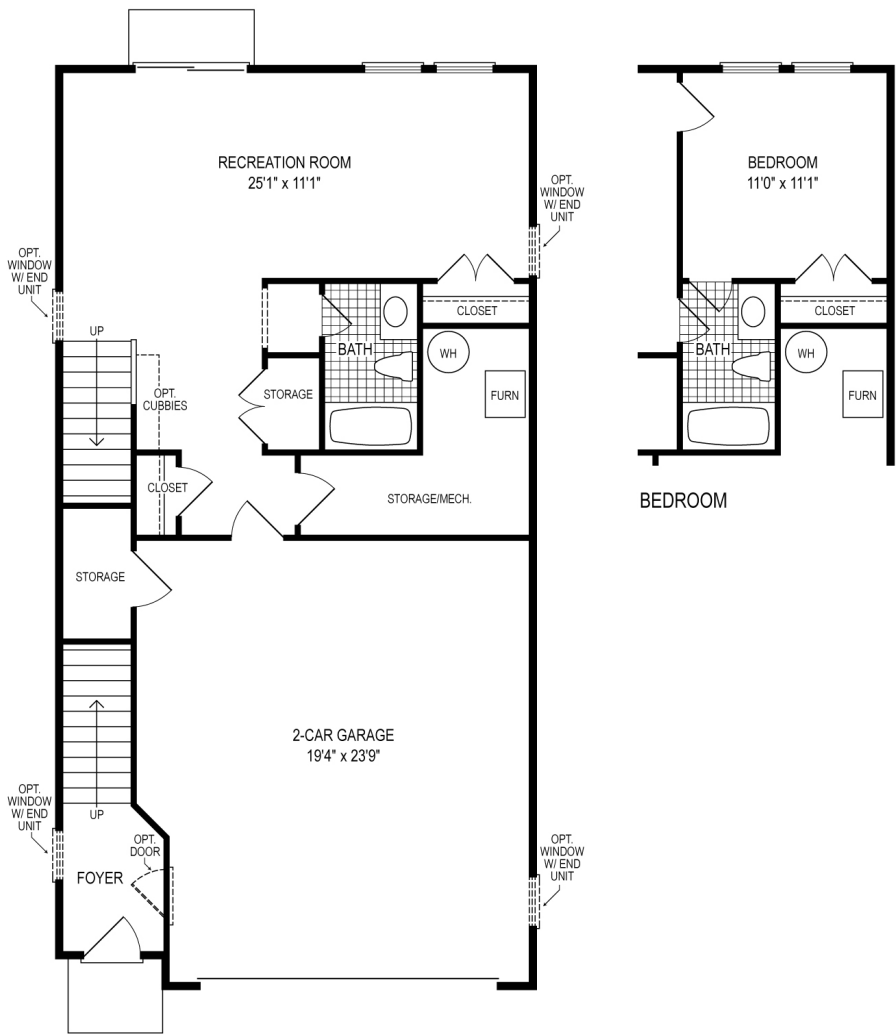 RECREATION ROOM
25'1" x 11'1"
OPT.
WINDOW
W/ END
UNIT
OPT.
WINDOW
W/ END
UNIT
UP
OPT.
CUBBIES
BATH
CLOSET
WH
FURN
STORAGE
CLOSET
STORAGE/MECH.
STORAGE
2-CAR GARAGE
19'4" x 23'9"
UP
OPT.
WINDOW
W/ END
UNIT
OPT.
DOOR
FOYER
OPT.
WINDOW
W/ END
UNIT
BEDROOM
11'0" x 11'1"
CLOSET
BATH
WH
FURN
BEDROOM